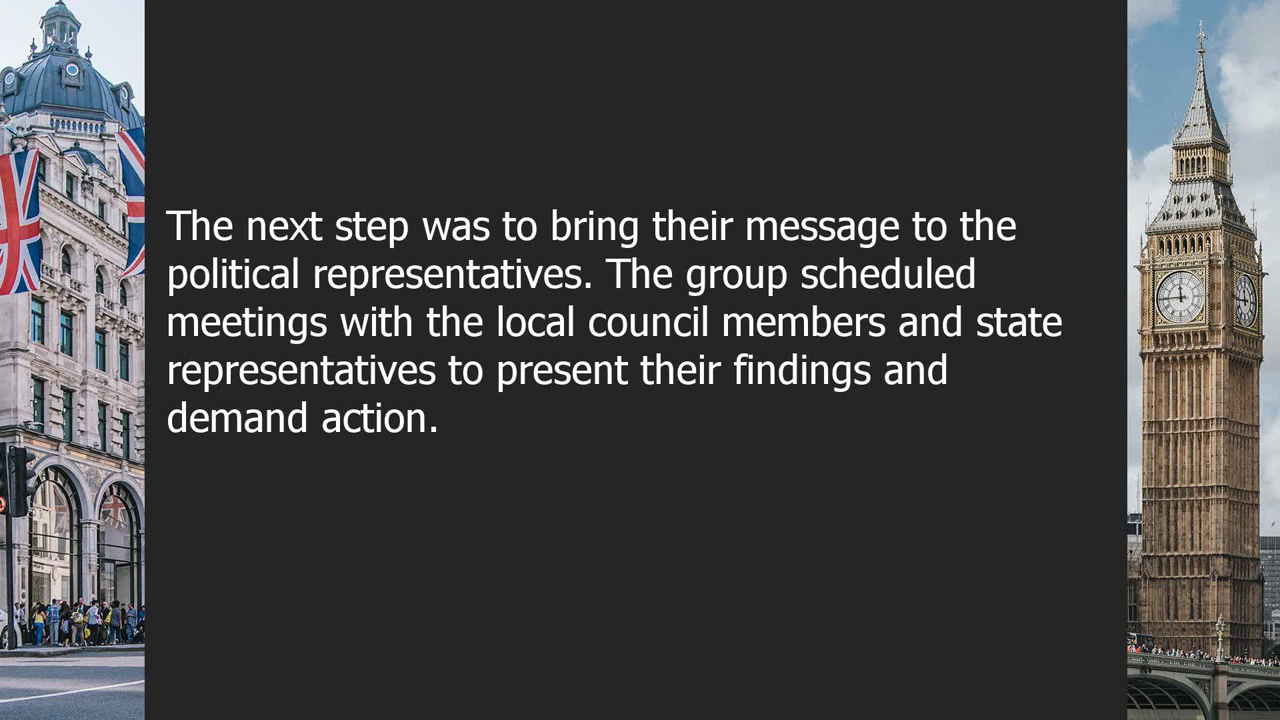 The next step was to bring their message to the
political representatives. The group scheduled
meetings with the local council members and state
representatives to present their findings and
demand action.